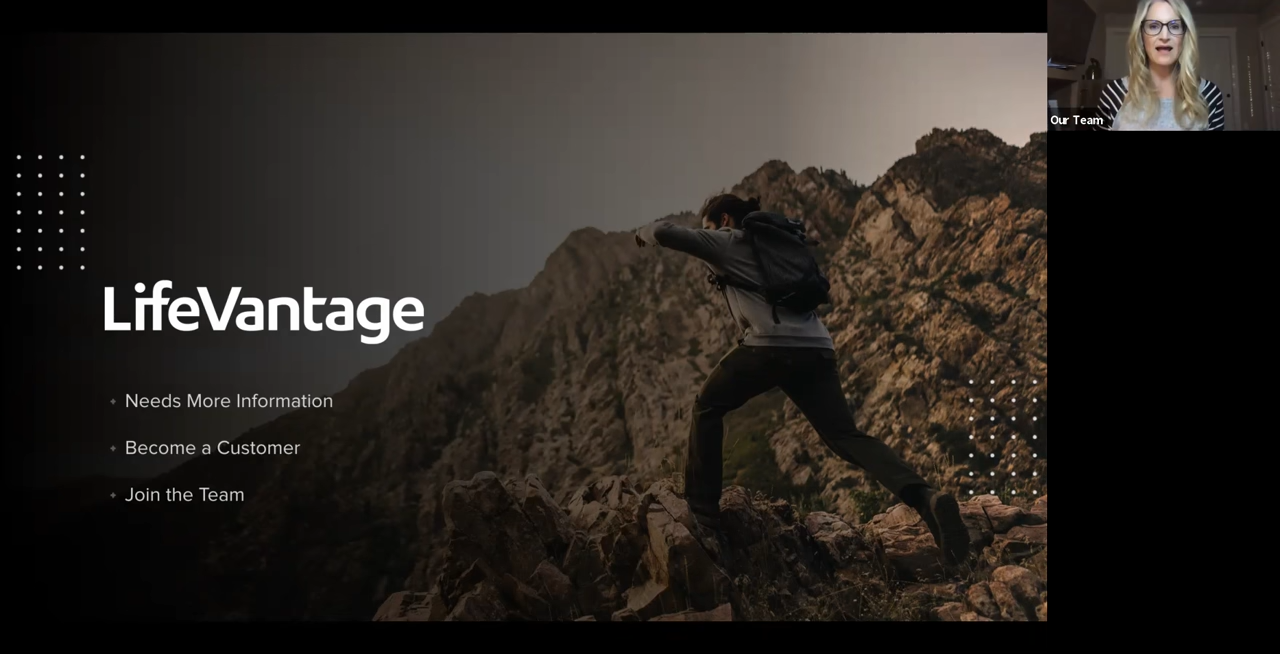 LifeVantage
Needs More Information
Become a Customer
Join the Team
Our Team